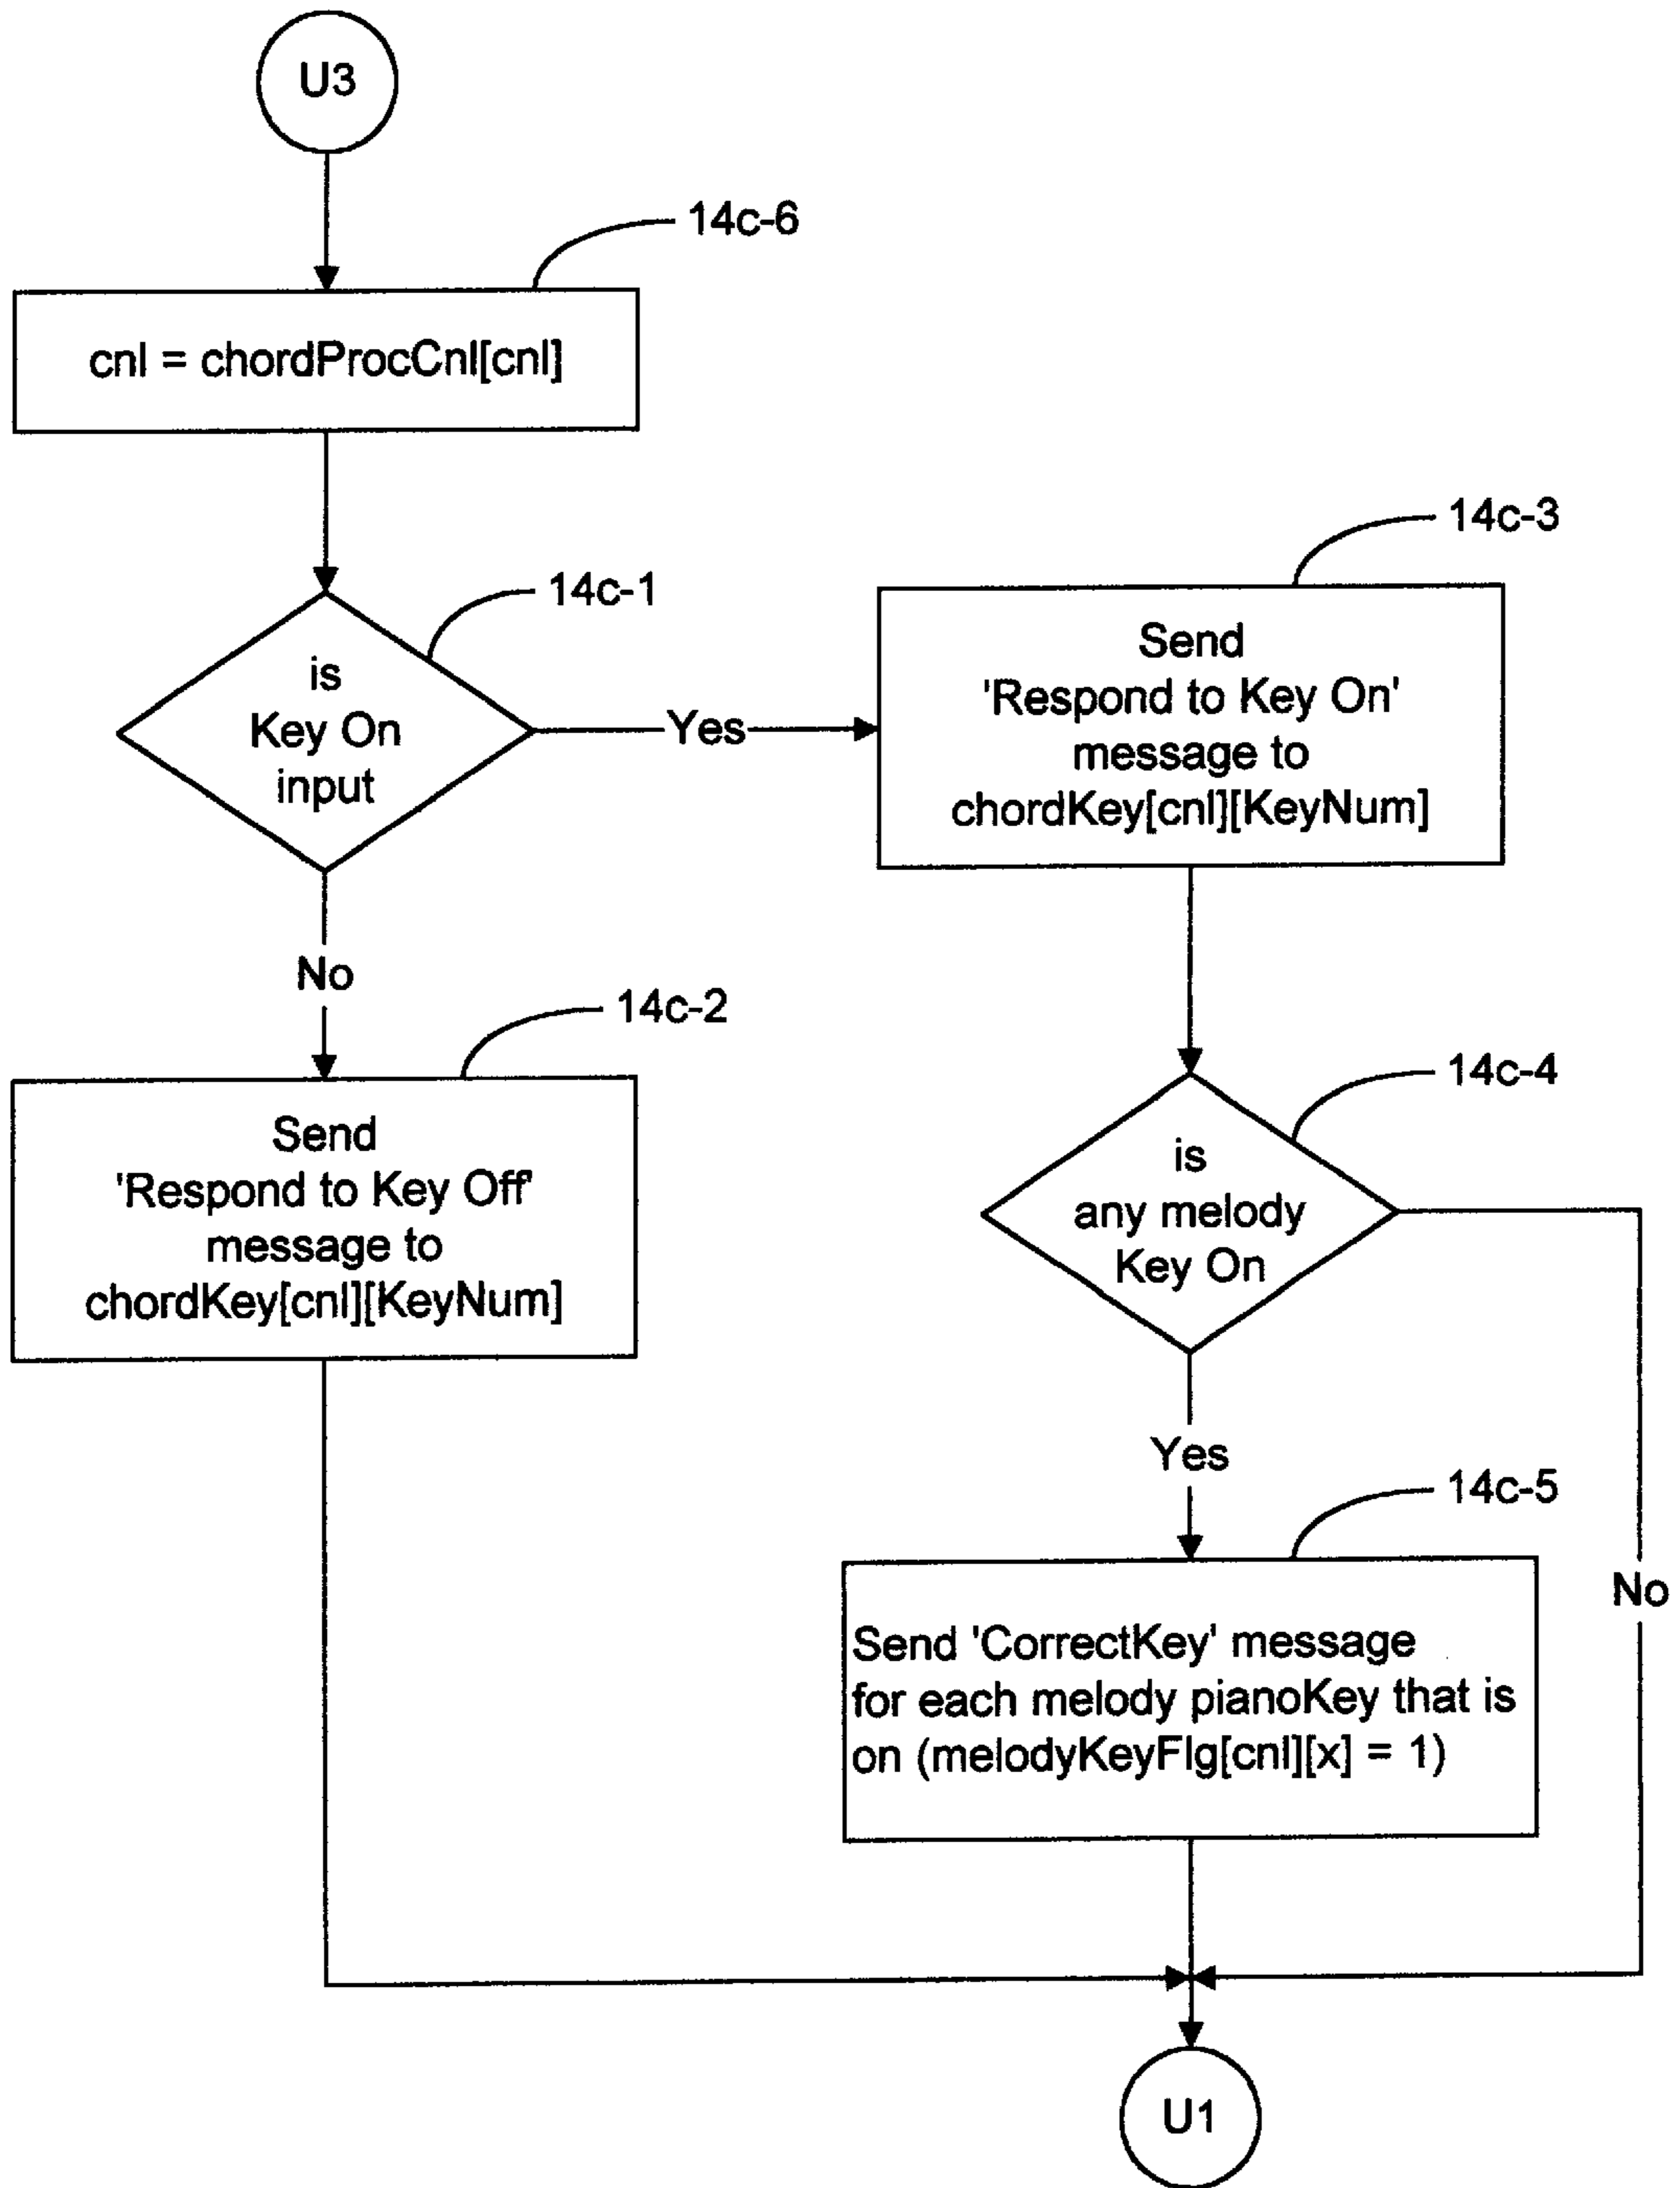 U3
14c-6
cnl = chordProcCnl[cnl]
14c-1
is
Key On
input
Yes
14c-3
Send
'Respond to Key On'
message to
chordKey[cnl][KeyNum]
No
14c-2
Send
'Respond to Key Off'
message to
chordKey[cnl][KeyNum]
14c-4
is
any melody
Key On
Yes
No
14c-5
Send 'CorrectKey' message
for each melody pianoKey that is
on (melodyKeyFlg[cnl][x] = 1)
U1